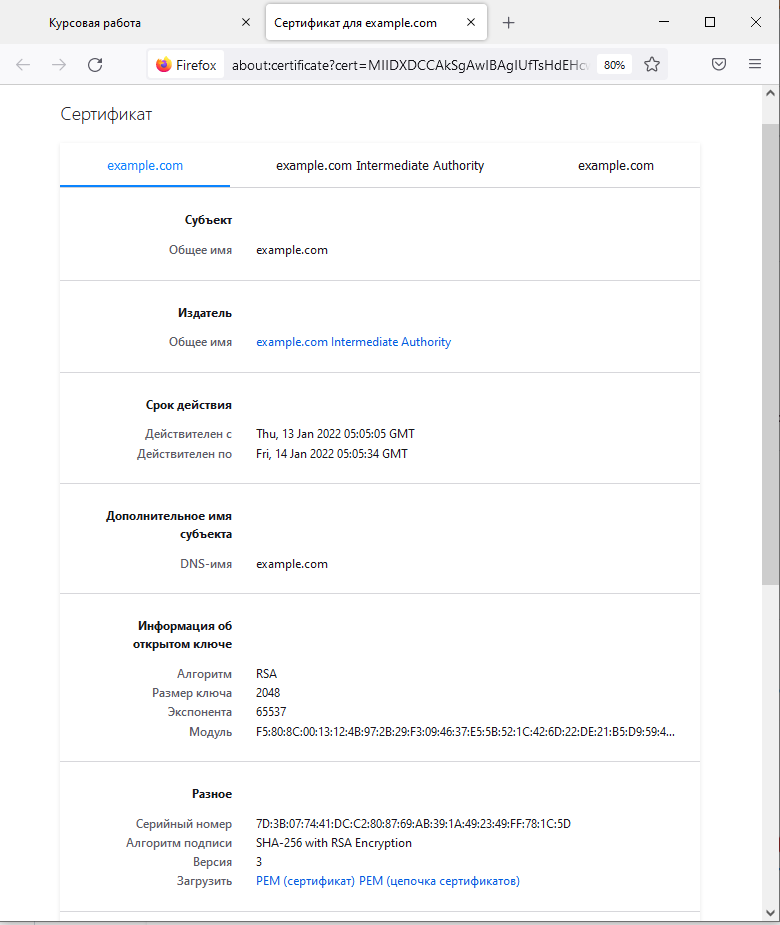 Курсовая работа
Сертификат для example.com
Firefox
about:certificate?cert=MIIDXDCCAkSgAwIBAgIUfTsHdEHcw
80%
Сертификат
example.com
example.com Intermediate Authority
example.com
Субъект
Общее имя example.com
Издатель
Общее имя example.com Intermediate Authority
Срок действия
Действителен с Thu, 13 Jan 2022 05:05:05 GMT
Действителен по Fri, 14 Jan 2022 05:05:34 GMT
Дополнительное имя
субъекта
DNS-имя example.com
Информация об
открытом ключе
Алгоритм RSA
Размер ключа 2048
Экспонента 65537
Модуль F5:80:8C:00:13:12:4B:97:2B:29:F3:09:46:37:E5:5B:52:1C:42:6D:22:DE:21:B5:D9:59:4...
Разное
Серийный номер 7D:3B:07:74:41:DC:C2:80:87:69:AB:39:1A:49:23:49:FF:78:1C:5D
Алгоритм подписи SHA-256 with RSA Encryption
Версия 3
Загрузить PEM (сертификат) PEM (цепочка сертификатов)